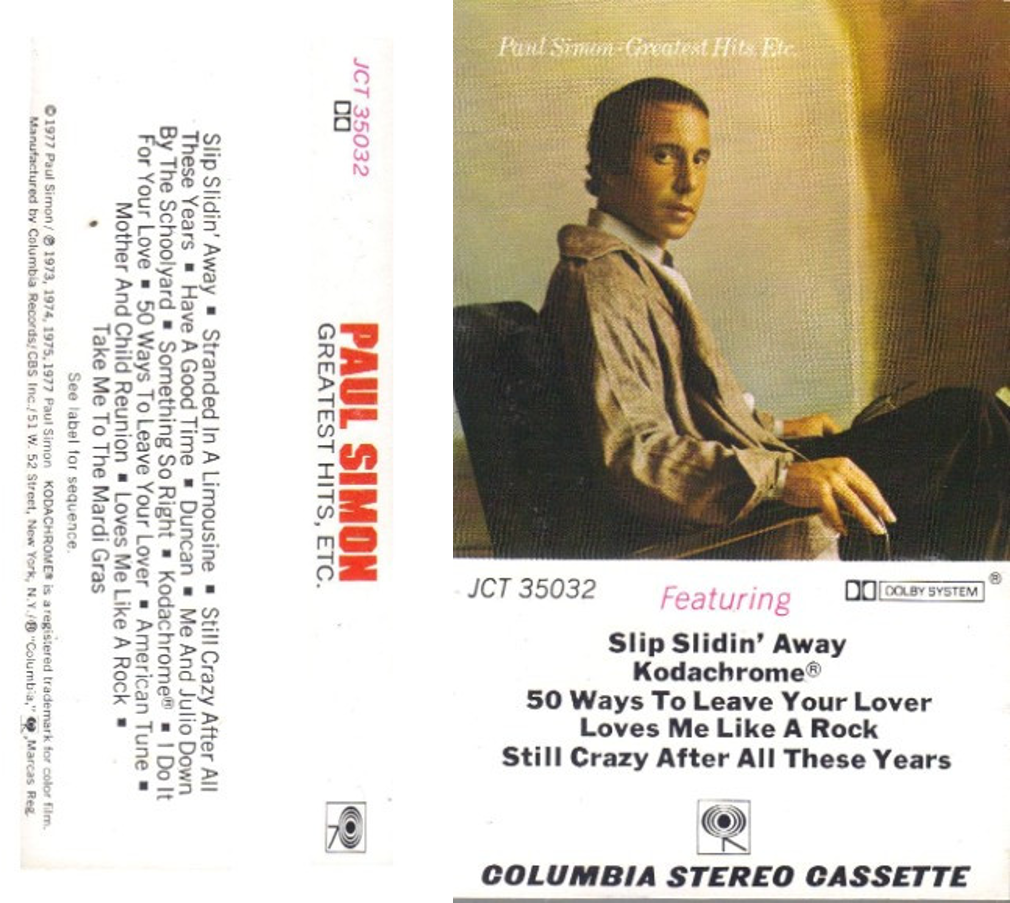 JCT 35032
PAUL SIMON
GREATEST HITS, ETC.
Slip Slidin' Away ■ Stranded In A Limousine ■ Still Crazy After All
These Years ■ Have A Good Time ■ Duncan ■ Me And Julio Down
By The Schoolyard ■ Something So Right ■ Kodachrome® ■ I Do It
For Your Love ■ 50 Ways To Leave Your Lover ■ American Tune ■
Mother And Child Reunion ■ Loves Me Like A Rock ■
Take Me To The Mardi Gras
See label for sequence.
© 1977 Paul Simon/ ℗ 1973, 1974, 1975, 1977 Paul Simon KODACHROME® is a registered trademark for color film.
Manufactured by Columbia Records/CBS Inc./51 W. 52 Street, New York, N.Y./® "Columbia," Marcas Reg.
Paul Simon-Greatest Hits, Etc.
JCT 35032
Featuring
DOLBY SYSTEM ®
Slip Slidin' Away
Kodachrome®
50 Ways To Leave Your Lover
Loves Me Like A Rock
Still Crazy After All These Years
COLUMBIA STEREO CASSETTE